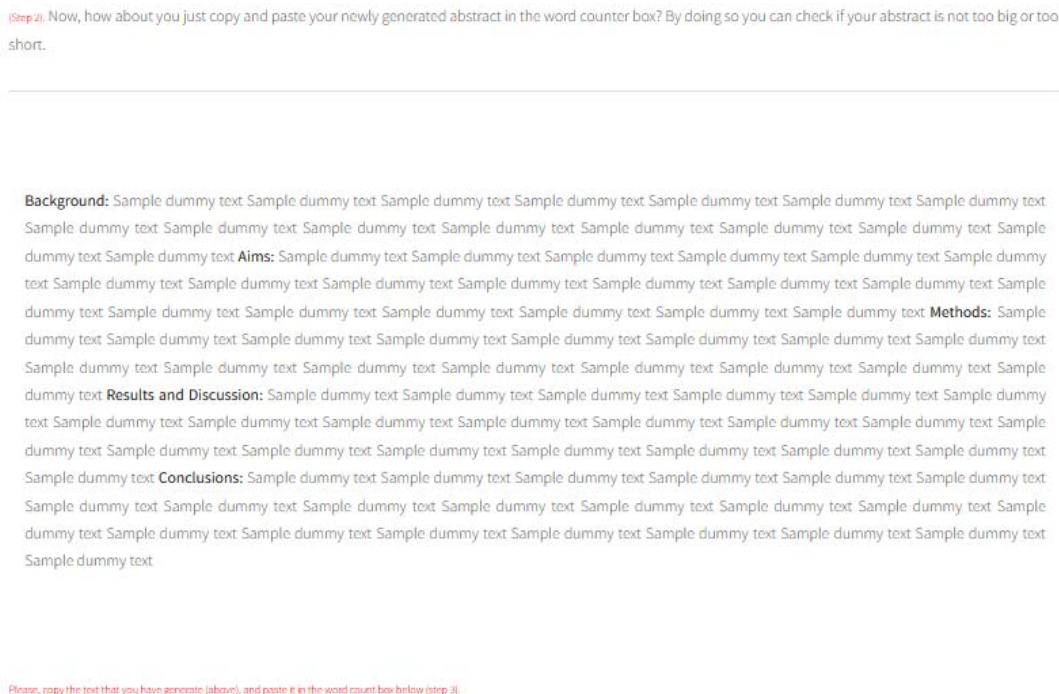 (Step 2). Now, how about you just copy and paste your newly generated abstract in the word counter box? By doing so you can check if your abstract is not too big or too
short.
Background: Sample dummy text Sample dummy text Sample dummy text Sample dummy text Sample dummy text Sample dummy text Sample dummy text
Sample dummy text Sample dummy text Sample dummy text Sample dummy text Sample dummy text Sample dummy text Sample dummy text Sample
dummy text Sample dummy text Aims: Sample dummy text Sample dummy text Sample dummy text Sample dummy text Sample dummy text Sample dummy
text Sample dummy text Sample dummy text Sample dummy text Sample dummy text Sample dummy text Sample dummy text Sample dummy text Sample
dummy text Sample dummy text Sample dummy text Sample dummy text Sample dummy text Sample dummy text Sample dummy text Methods: Sample
dummy text Sample dummy text Sample dummy text Sample dummy text Sample dummy text Sample dummy text Sample dummy text Sample dummy text
Sample dummy text Sample dummy text Sample dummy text Sample dummy text Sample dummy text Sample dummy text Sample dummy text Sample
dummy text Results and Discussion: Sample dummy text Sample dummy text Sample dummy text Sample dummy text Sample dummy text Sample dummy
text Sample dummy text Sample dummy text Sample dummy text Sample dummy text Sample dummy text Sample dummy text Sample dummy text Sample
dummy text Sample dummy text Sample dummy text Sample dummy text Sample dummy text Sample dummy text Sample dummy text Sample dummy text
Sample dummy text Conclusions: Sample dummy text Sample dummy text Sample dummy text Sample dummy text Sample dummy text Sample dummy text
Sample dummy text Sample dummy text Sample dummy text Sample dummy text Sample dummy text Sample dummy text Sample dummy text Sample
dummy text Sample dummy text Sample dummy text Sample dummy text Sample dummy text Sample dummy text Sample dummy text Sample dummy text
Sample dummy text
Please, copy the text that you have generate (above), and paste it in the word count box below (step 3).